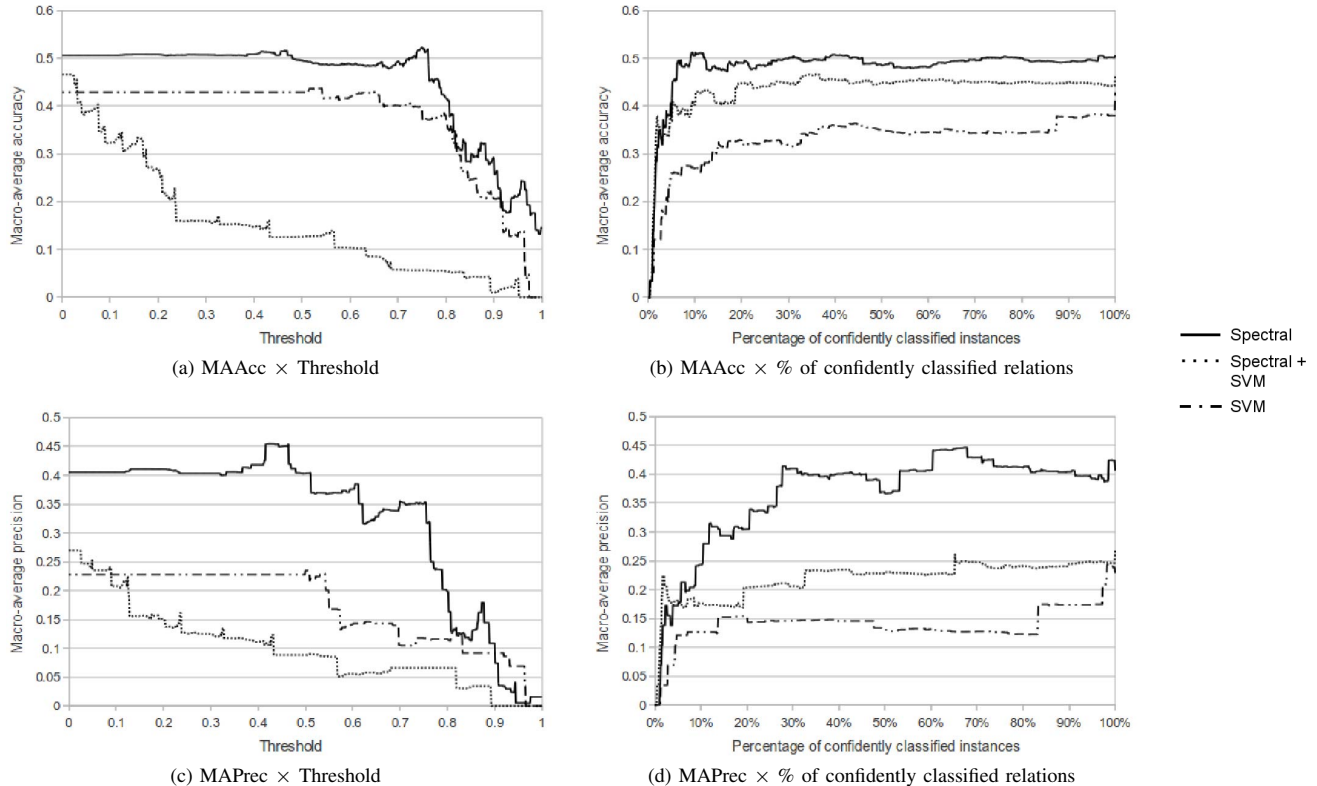 0.6
0.5
0.4
0.3
0.2
0.1
0
Macro-average accuracy
0 0.1 0.2 0.3 0.4 0.5 0.6 0.7 0.8 0.9 1
Threshold
(a) MAAcc × Threshold
0.6
0.5
0.4
0.3
0.2
0.1
0
Macro-average accuracy
0% 10% 20% 30% 40% 50% 60% 70% 80% 90% 100%
Percentage of confidently classified instances
(b) MAAcc × % of confidently classified relations
Spectral
Spectral +
SVM
SVM
0.5
0.45
0.4
0.35
0.3
0.25
0.2
0.15
0.1
0.05
0
Macro-average precision
0 0.1 0.2 0.3 0.4 0.5 0.6 0.7 0.8 0.9 1
Threshold
(c) MAPrec × Threshold
0.5
0.45
0.4
0.35
0.3
0.25
0.2
0.15
0.1
0.05
0
Macro-average precision
0% 10% 20% 30% 40% 50% 60% 70% 80% 90% 100%
Percentage of confidently classified instances
(d) MAPrec × % of confidently classified relations